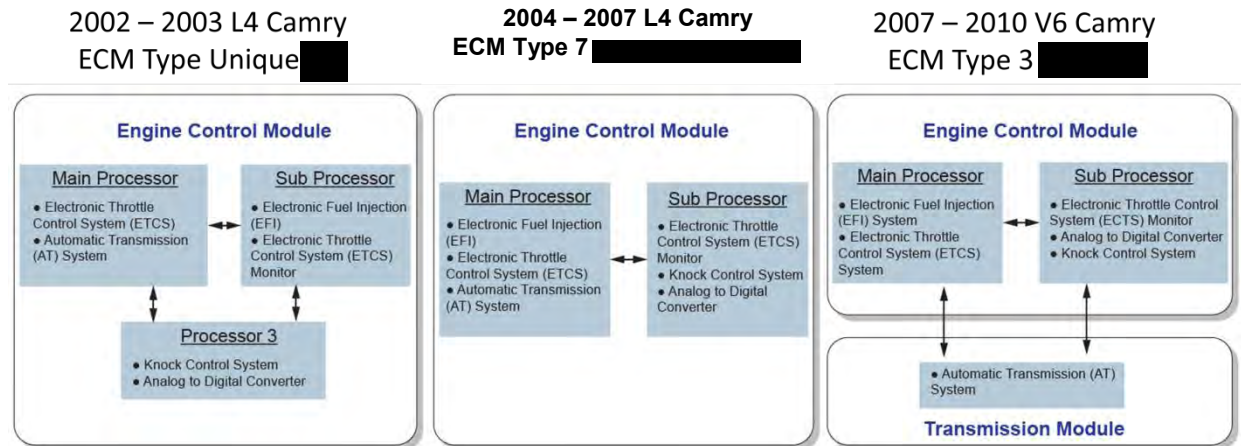 2002 – 2003 L4 Camry
ECM Type Unique
Engine Control Module
Main Processor
● Electronic Throttle
Control System (ETCS)
● Automatic Transmission
(AT) System
Sub Processor
● Electronic Fuel Injection
(EFI)
● Electronic Throttle
Control System (ETCS)
Monitor
Processor 3
● Knock Control System
● Analog to Digital Converter
2004 – 2007 L4 Camry
ECM Type 7
Engine Control Module
Main Processor
● Electronic Fuel Injection
(EFI)
● Electronic Throttle
Control System (ETCS)
● Automatic Transmission
(AT) System
Sub Processor
● Electronic Throttle
Control System (ETCS)
Monitor
● Knock Control System
● Analog to Digital
Converter
2007 – 2010 V6 Camry
ECM Type 3
Engine Control Module
Main Processor
● Electronic Fuel Injection
(EFI) System
● Electronic Throttle
Control System (ETCS)
System
Sub Processor
● Electronic Throttle Control
System (ECTS) Monitor
● Analog to Digital Converter
● Knock Control System
● Automatic Transmission (AT)
System
Transmission Module